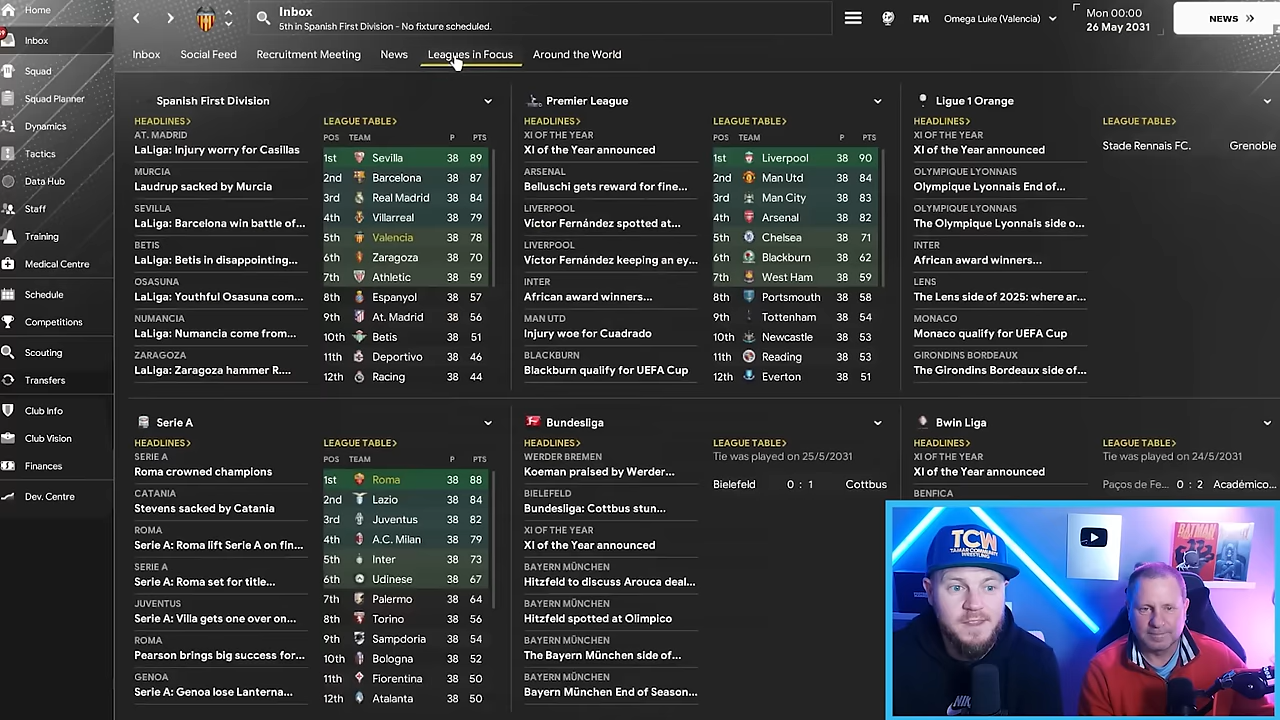 Inbox
5th in Spanish First Division - No fixture scheduled.
FM
Omega Luke (Valencia)
Mon 00:00
26 May 2031
NEWS
Home
Inbox
Squad
Squad Planner
Dynamics
Tactics
Data Hub
Staff
Training
Medical Centre
Schedule
Competitions
Scouting
Transfers
Club Info
Club Vision
Finances
Dev. Centre
Inbox Social Feed Recruitment Meeting News Leagues in Focus Around the World
Spanish First Division
HEADLINES>
AT. MADRID
LaLiga: Injury worry for Casillas
MURCIA
Laudrup sacked by Murcia
SEVILLA
LaLiga: Barcelona win battle of...
BETIS
LaLiga: Betis in disappointing...
OSASUNA
LaLiga: Youthful Osasuna com...
NUMANCIA
LaLiga: Numancia come from...
ZARAGOZA
LaLiga: Zaragoza hammer R....
LEAGUE TABLE>
POS TEAM P PTS
1st Sevilla 38 89
2nd Barcelona 38 87
3rd Real Madrid 38 84
4th Villarreal 38 79
5th Valencia 38 78
6th Zaragoza 38 70
7th Athletic 38 59
8th Espanyol 38 57
9th At. Madrid 38 56
10th Betis 38 51
11th Deportivo 38 46
12th Racing 38 44
Premier League
HEADLINES>
XI OF THE YEAR
XI of the Year announced
ARSENAL
Belluschi gets reward for fine...
LIVERPOOL
Víctor Fernández spotted at...
LIVERPOOL
Víctor Fernández keeping an ey...
INTER
African award winners...
MAN UTD
Injury woe for Cuadrado
BLACKBURN
Blackburn qualify for UEFA Cup
LEAGUE TABLE>
POS TEAM P PTS
1st Liverpool 38 90
2nd Man Utd 38 84
3rd Man City 38 83
4th Arsenal 38 82
5th Chelsea 38 71
6th Blackburn 38 62
7th West Ham 38 59
8th Portsmouth 38 58
9th Tottenham 38 54
10th Newcastle 38 53
11th Reading 38 53
12th Everton 38 51
Ligue 1 Orange
HEADLINES>
XI OF THE YEAR
XI of the Year announced
OLYMPIQUE LYONNAIS
Olympique Lyonnais End of...
OLYMPIQUE LYONNAIS
The Olympique Lyonnais side o...
INTER
African award winners...
LENS
The Lens side of 2025: where ar...
MONACO
Monaco qualify for UEFA Cup
GIRONDINS BORDEAUX
The Girondins Bordeaux side of...
LEAGUE TABLE>
Stade Rennais FC. Grenoble
Serie A
HEADLINES>
SERIE A
Roma crowned champions
CATANIA
Stevens sacked by Catania
ROMA
Serie A: Roma lift Serie A on fin...
SERIE A
Serie A: Roma set for title...
JUVENTUS
Serie A: Villa gets one over o...
ROMA
Pearson brings big success for...
GENOA
Serie A: Genoa lose Lanterna...
LEAGUE TABLE>
POS TEAM P PTS
1st Roma 38 88
2nd Lazio 38 84
3rd Juventus 38 82
4th A.C. Milan 38 79
5th Inter 38 73
6th Udinese 38 67
7th Palermo 38 64
8th Torino 38 56
9th Sampdoria 38 54
10th Bologna 38 52
11th Fiorentina 38 50
12th Atalanta 38 50
Bundesliga
HEADLINES>
WERDER BREMEN
Koeman praised by Werder...
BIELEFELD
Bundesliga: Cottbus stun...
XI OF THE YEAR
XI of the Year announced
BAYERN MÜNCHEN
Hitzfeld to discuss Arouca deal...
BAYERN MÜNCHEN
Hitzfeld spotted at Olimpico
BAYERN MÜNCHEN
The Bayern München side of...
BAYERN MÜNCHEN
Bayern München End of Season...
LEAGUE TABLE>
Tie was played on 25/5/2031
Bielefeld 0 : 1 Cottbus
Bwin Liga
HEADLINES>
XI OF THE YEAR
XI of the Year announced
BENFICA
LEAGUE TABLE>
Tie was played on 24/5/2031
Paços de Fe... 0 : 2 Académico...
TCW
TAMAR COMMUNITY
WRESTLING
BATMAN
NIKE